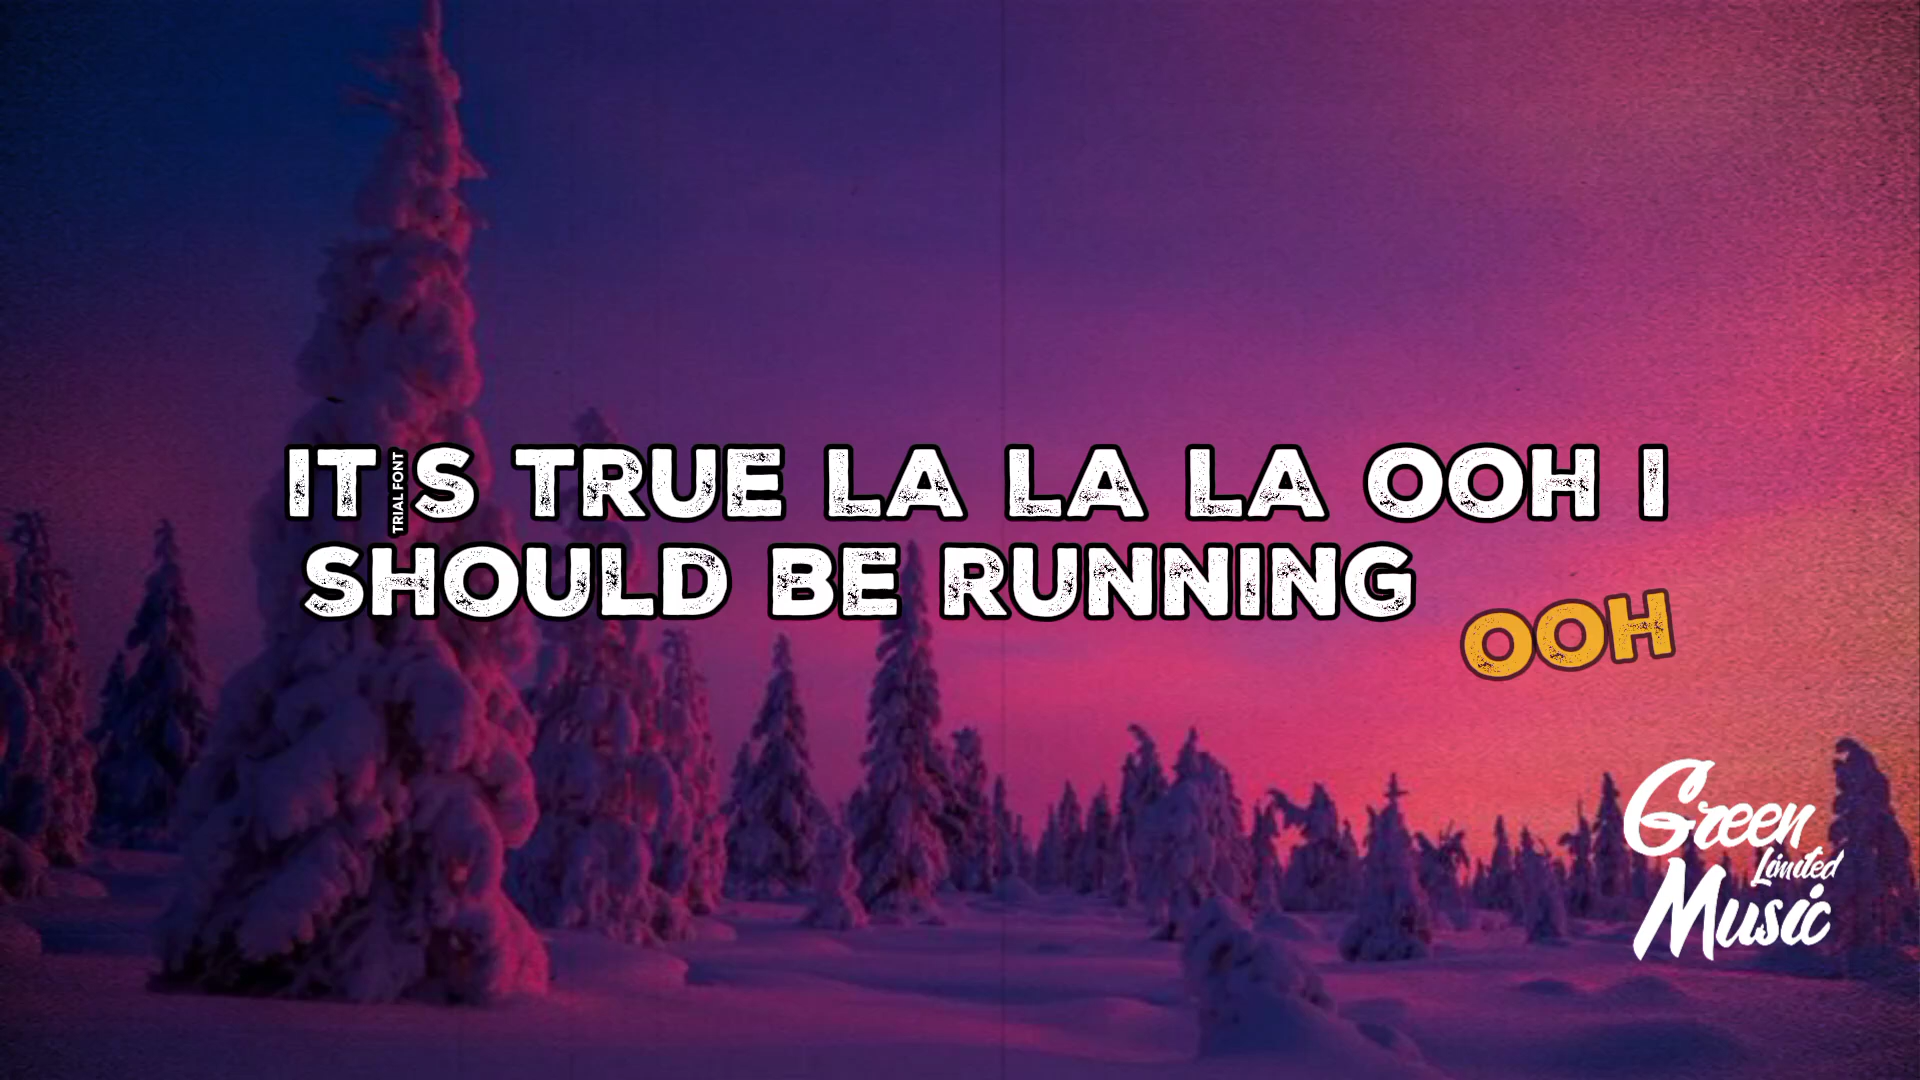 IT TRIAL FONT S TRUE LA LA LA OOH I
SHOULD BE RUNNING
OOH
Green
Limited
Music